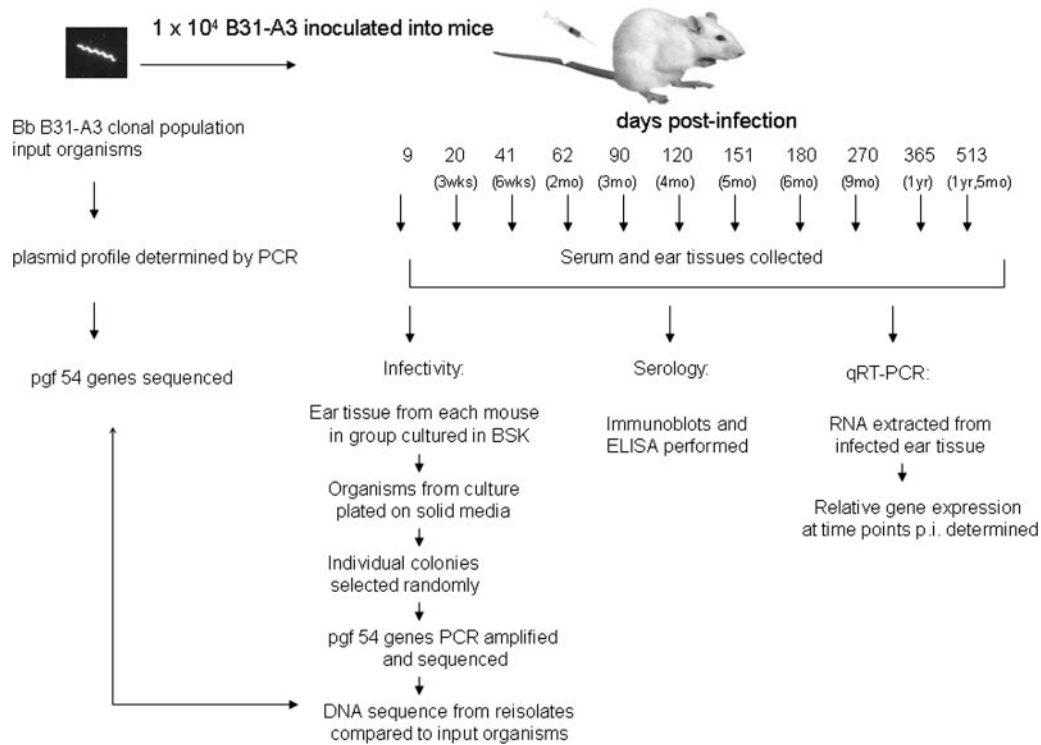 1 x 10⁴ B31-A3 inoculated into mice
Bb B31-A3 clonal population
input organisms
plasmid profile determined by PCR
pgf 54 genes sequenced
days post-infection
9 20 41 62 90 120 151 180 270 365 513
(3wks) (6wks) (2mo) (3mo) (4mo) (5mo) (6mo) (9mo) (1yr) (1yr,5mo)
Serum and ear tissues collected
Infectivity:
Ear tissue from each mouse
in group cultured in BSK
Organisms from culture
plated on solid media
Individual colonies
selected randomly
pgf 54 genes PCR amplified
and sequenced
DNA sequence from reisolates
compared to input organisms
Serology:
Immunoblots and
ELISA performed
qRT-PCR:
RNA extracted from
infected ear tissue
Relative gene expression
at time points p.i. determined